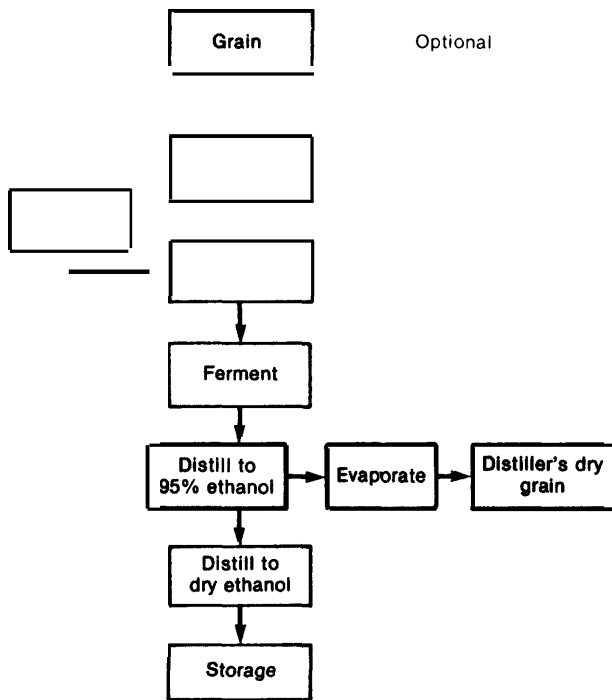 Grain
Optional
Ferment
Distill to
95% ethanol
Evaporate
Distiller's dry
grain
Distill to
dry ethanol
Storage